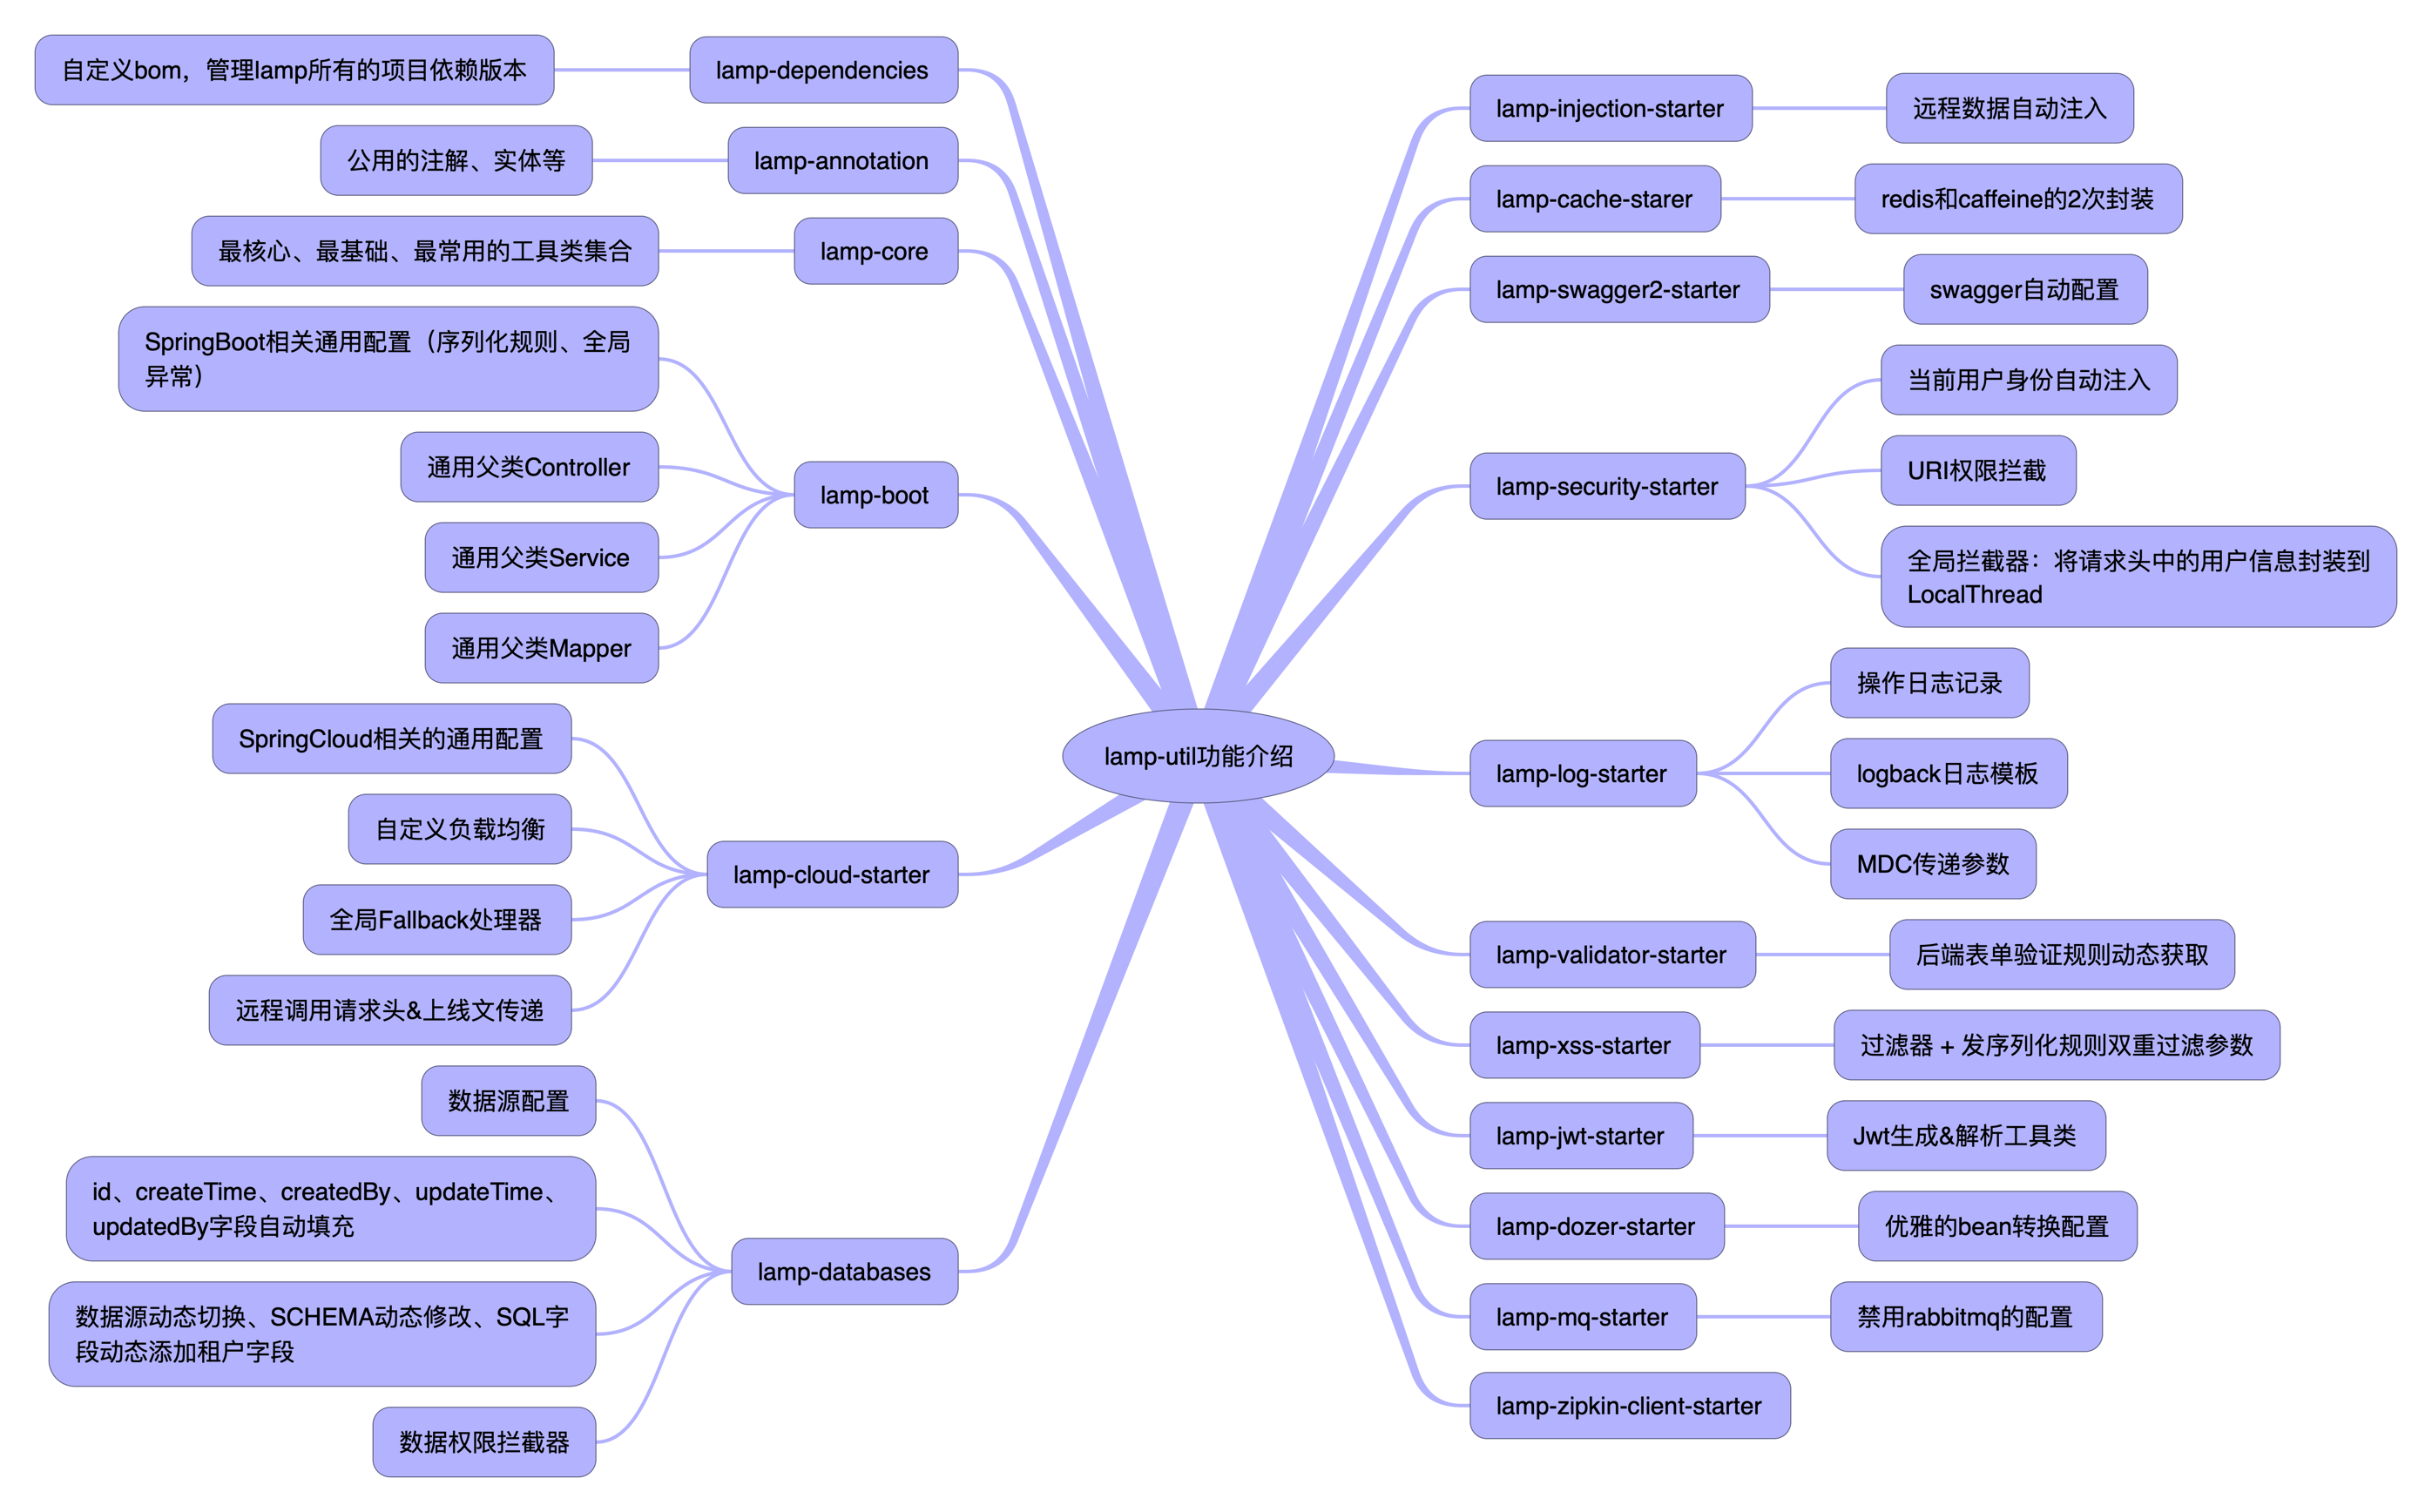 lamp-util功能介绍
lamp-dependencies
自定义bom，管理lamp所有的项目依赖版本
lamp-annotation
公用的注解、实体等
lamp-core
最核心、最基础、最常用的工具类集合
lamp-boot
SpringBoot相关通用配置（序列化规则、全局
异常）
通用父类Controller
通用父类Service
通用父类Mapper
lamp-cloud-starter
SpringCloud相关的通用配置
自定义负载均衡
全局Fallback处理器
远程调用请求头&上线文传递
lamp-databases
数据源配置
id、createTime、createdBy、updateTime、
updatedBy字段自动填充
数据源动态切换、SCHEMA动态修改、SQL字
段动态添加租户字段
数据权限拦截器
lamp-injection-starter
远程数据自动注入
lamp-cache-starer
redis和caffeine的2次封装
lamp-swagger2-starter
swagger自动配置
lamp-security-starter
当前用户身份自动注入
URI权限拦截
全局拦截器：将请求头中的用户信息封装到
LocalThread
lamp-log-starter
操作日志记录
logback日志模板
MDC传递参数
lamp-validator-starter
后端表单验证规则动态获取
lamp-xss-starter
过滤器 + 发序列化规则双重过滤参数
lamp-jwt-starter
Jwt生成&解析工具类
lamp-dozer-starter
优雅的bean转换配置
lamp-mq-starter
禁用rabbitmq的配置
lamp-zipkin-client-starter